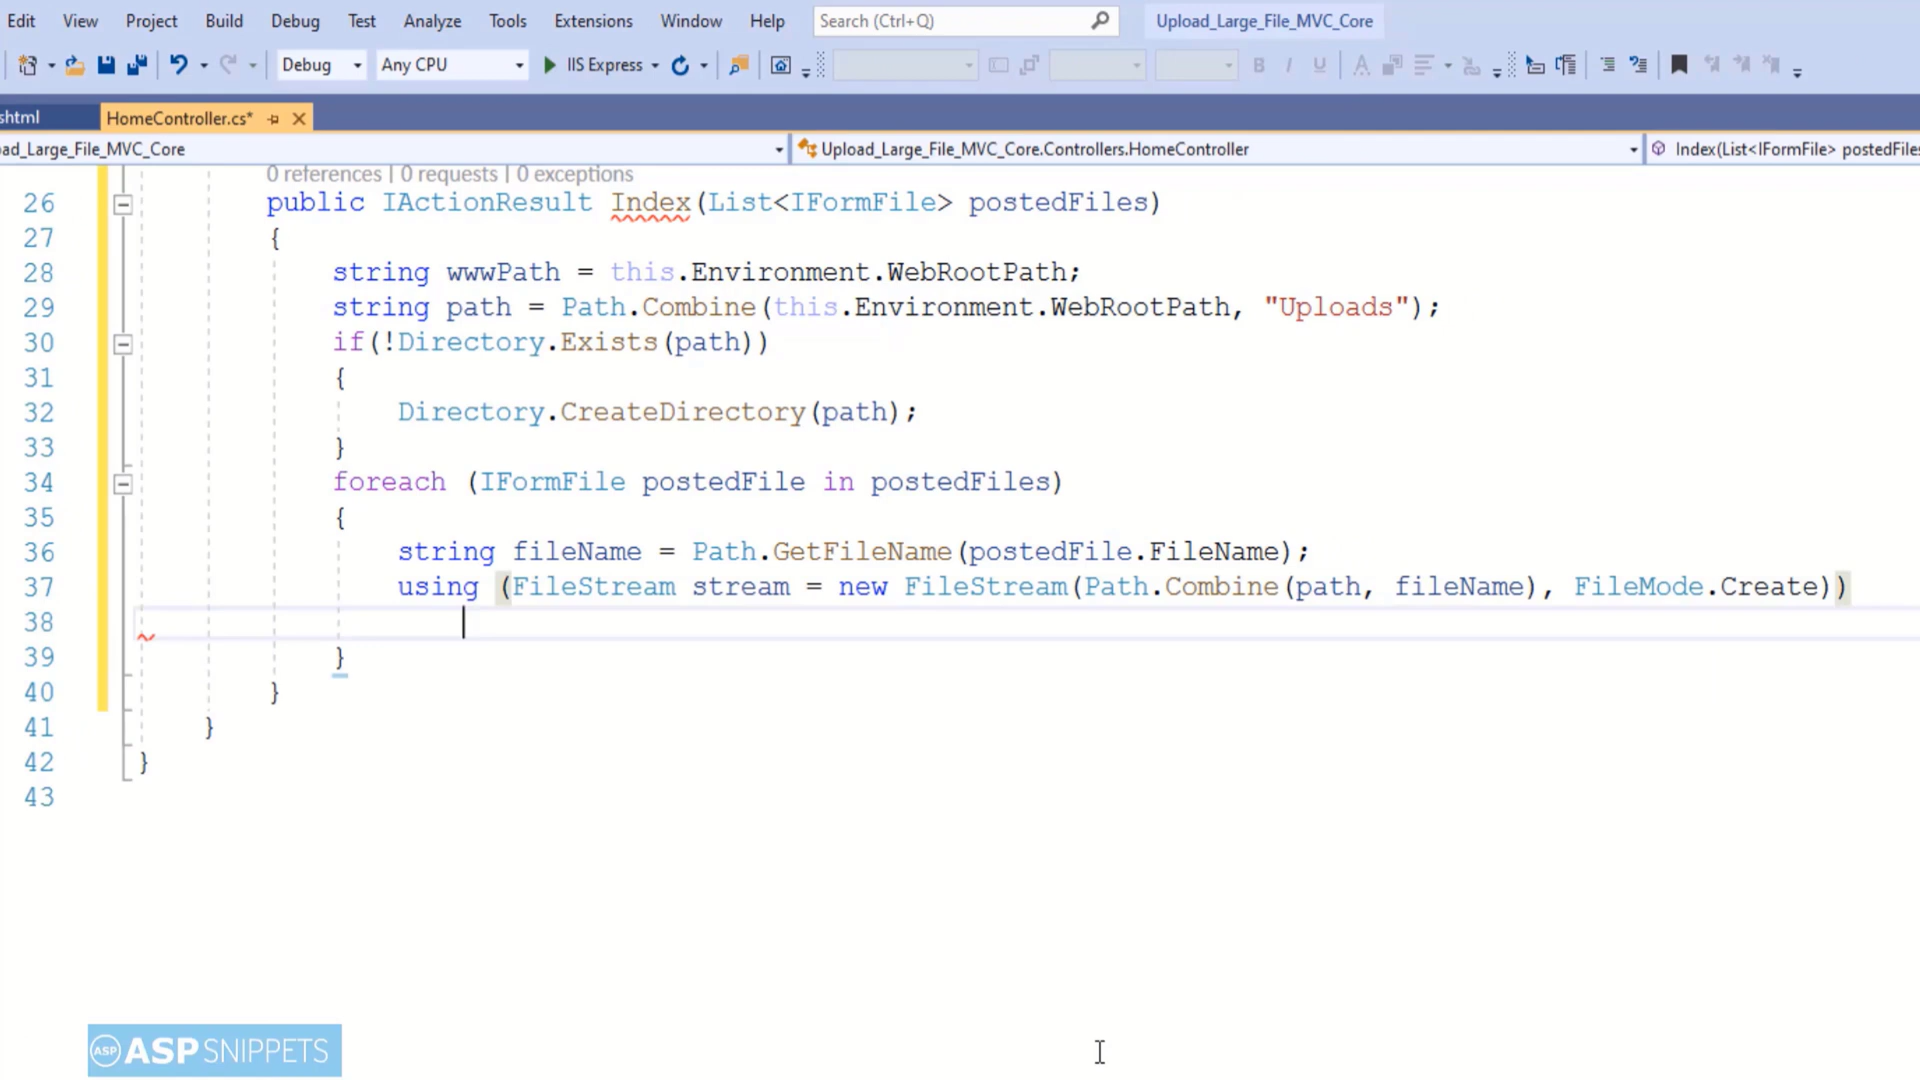 Edit View Project Build Debug Test Analyze Tools Extensions Window Help Search (Ctrl+Q) Upload_Large_File_MVC_Core
Debug Any CPU IIS Express
shtml HomeController.cs*
ad_Large_File_MVC_Core Upload_Large_File_MVC_Core.Controllers.HomeController Index(List<IFormFile> postedFiles
0 references | 0 requests | 0 exceptions
26 public IActionResult Index(List<IFormFile> postedFiles)
27 {
28 string wwwPath = this.Environment.WebRootPath;
29 string path = Path.Combine(this.Environment.WebRootPath, "Uploads");
30 if(!Directory.Exists(path))
31 {
32 Directory.CreateDirectory(path);
33 }
34 foreach (IFormFile postedFile in postedFiles)
35 {
36 string fileName = Path.GetFileName(postedFile.FileName);
37 using (FileStream stream = new FileStream(Path.Combine(path, fileName), FileMode.Create))
38
39 }
40 }
41 }
42 }
43
ASP ASPSNIPPETS